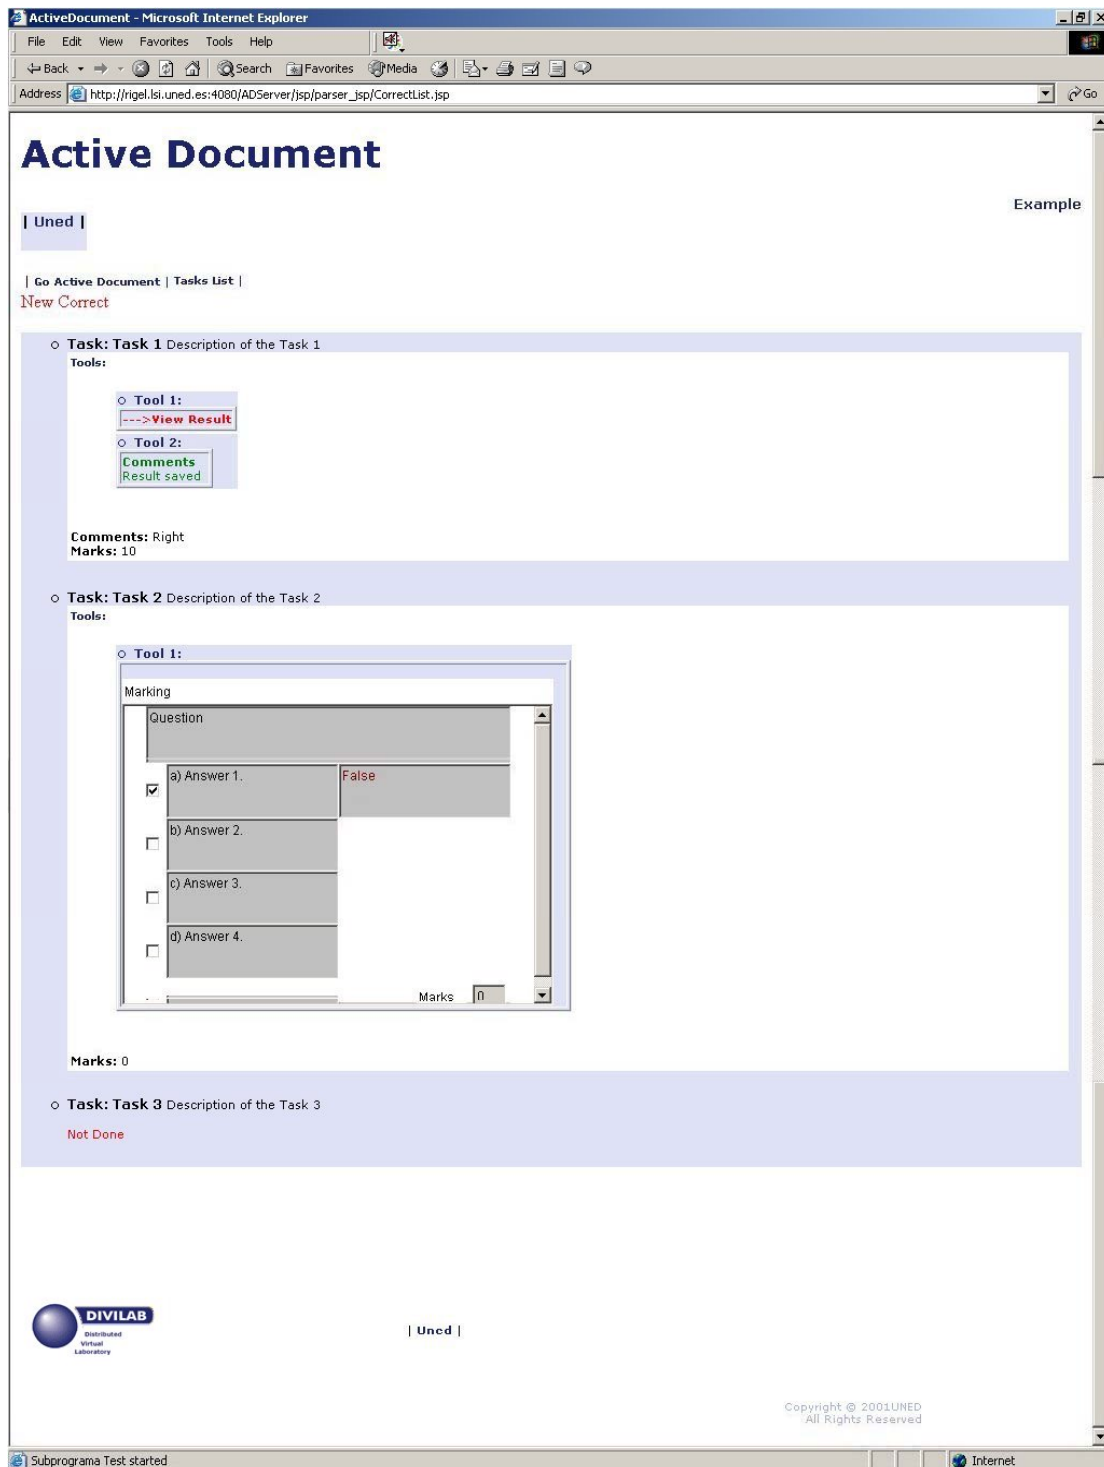 ActiveDocument - Microsoft Internet Explorer
File Edit View Favorites Tools Help
Back Search Favorites Media
Address http://rigel.lsi.uned.es:4080/ADServer/jsp/parser_jsp/CorrectList.jsp Go
Active Document
Example
| Uned |
| Go Active Document | Tasks List |
New Correct
Task: Task 1 Description of the Task 1
Tools:
Tool 1:
--->View Result
Tool 2:
Comments
Result saved
Comments: Right
Marks: 10
Task: Task 2 Description of the Task 2
Tools:
Tool 1:
Marking
Question
a) Answer 1. False
b) Answer 2.
c) Answer 3.
d) Answer 4.
Marks 0
Marks: 0
Task: Task 3 Description of the Task 3
Not Done
DIVILAB
Distributed
Virtual
Laboratory
| Uned |
Copyright © 2001UNED
All Rights Reserved
Subprograma Test started Internet